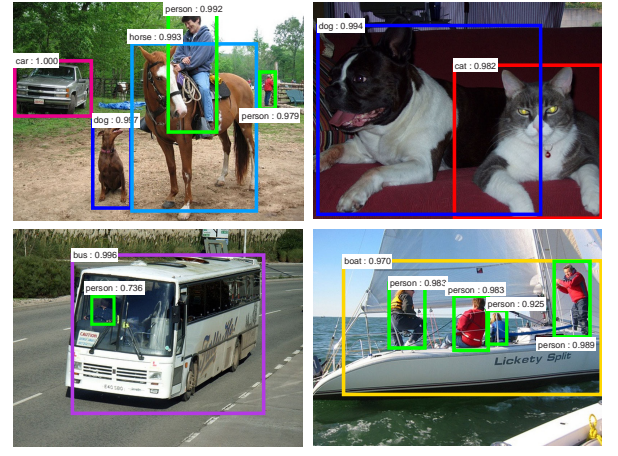 person : 0.992
horse : 0.993
car : 1.000
dog : 0.997
person : 0.979
dog : 0.994
cat : 0.982
bus : 0.996
person : 0.736
CAUTION
boat : 0.970
person : 0.983
person : 0.983
person : 0.925
person : 0.989
Lickety Split